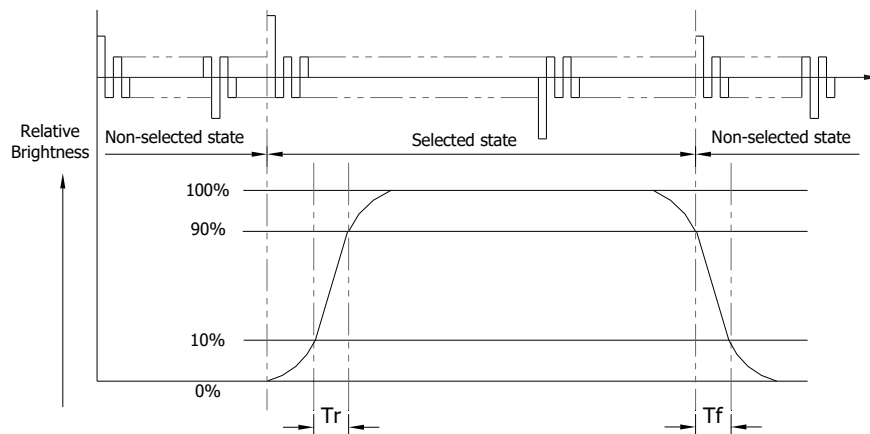 Relative
Brightness
Non-selected state
Selected state
Non-selected state
100%
90%
10%
0%
Tr
Tf